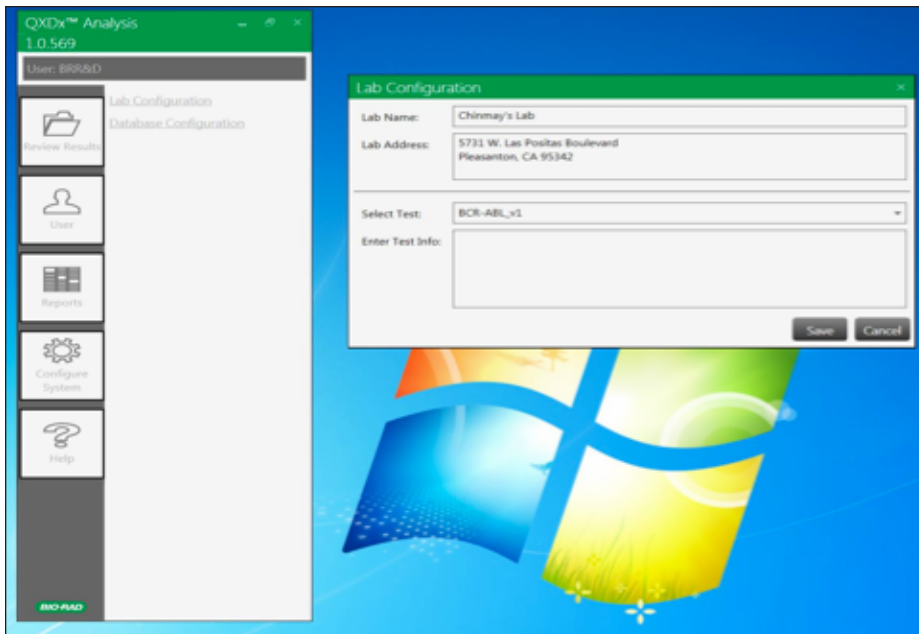 QXDx™ Analysis
1.0.569
User: BRR&D
Lab Configuration
Database Configuration
Review Results
User
Reports
Configure
System
Help
BIO-RAD
Lab Configuration
Lab Name: Chinmay's Lab
Lab Address: 5731 W. Las Positas Boulevard
Pleasanton, CA 95342
Select Test: BCR-ABL_v1
Enter Test Info:
Save Cancel